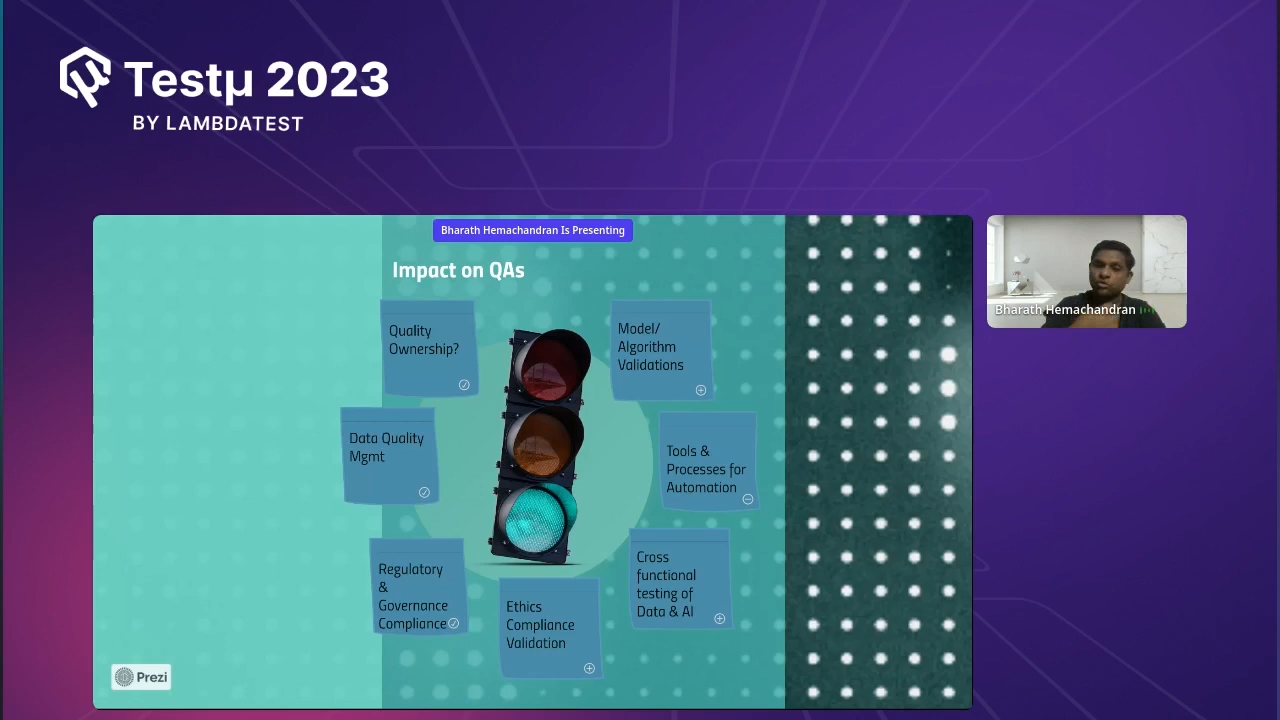 Testμ 2023
BY LAMBDATEST
Bharath Hemachandran Is Presenting
Impact on QAs
Quality
Ownership?
Model/
Algorithm
Validations
Data Quality
Mgmt
Tools &
Processes for
Automation
Regulatory
&
Governance
Compliance
Ethics
Compliance
Validation
Cross
functional
testing of
Data & AI
Prezi
Bharath Hemachandran